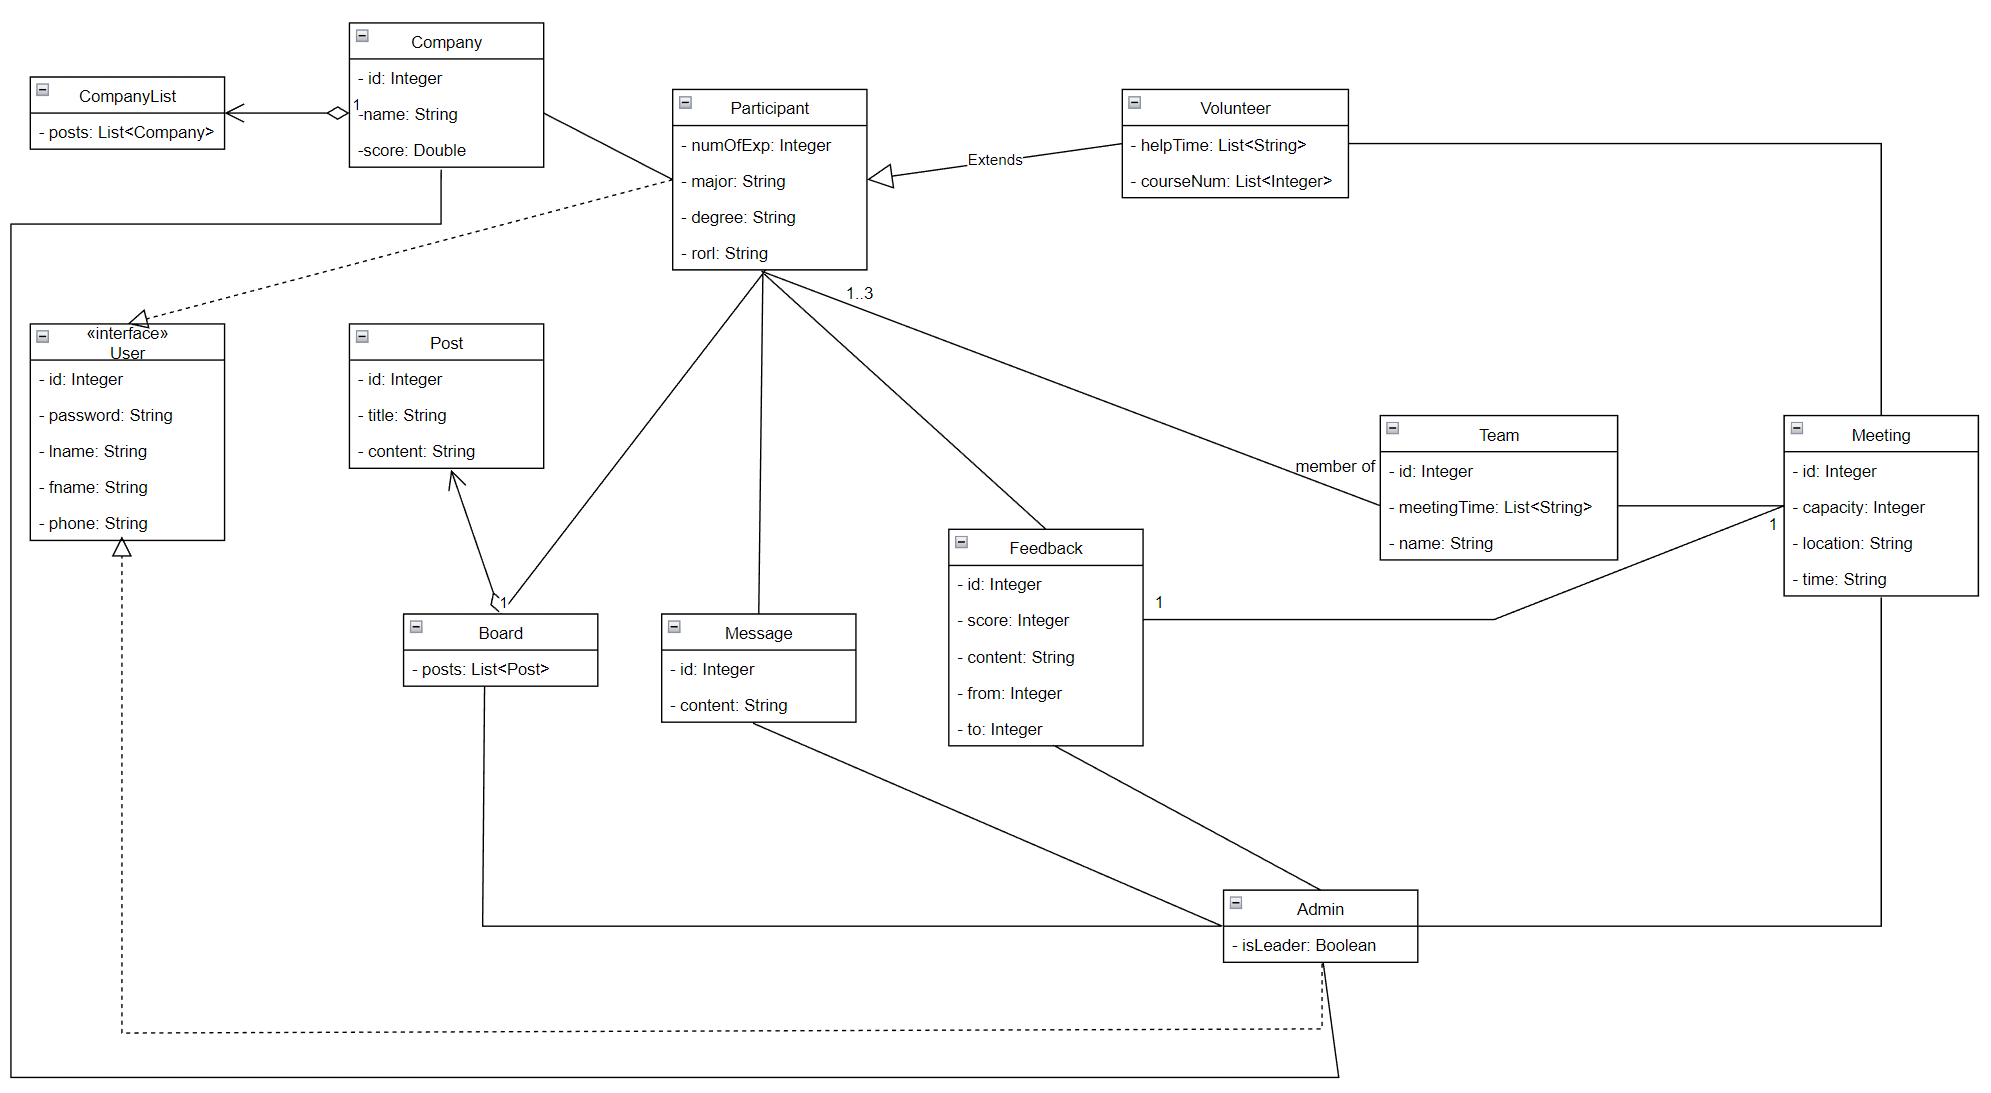 Company
- id: Integer
1
-name: String
-score: Double
CompanyList
- posts: List<Company>
Participant
- numOfExp: Integer
- major: String
- degree: String
- rorl: String
Extends
Volunteer
- helpTime: List<String>
- courseNum: List<Integer>
1..3
«interface»
User
- id: Integer
- password: String
- lname: String
- fname: String
- phone: String
Post
- id: Integer
- title: String
- content: String
member of
Team
- id: Integer
- meetingTime: List<String>
- name: String
Meeting
- id: Integer
- capacity: Integer
- location: String
- time: String
1
1
Feedback
- id: Integer
- score: Integer
- content: String
- from: Integer
- to: Integer
1
Board
- posts: List<Post>
Message
- id: Integer
- content: String
Admin
- isLeader: Boolean